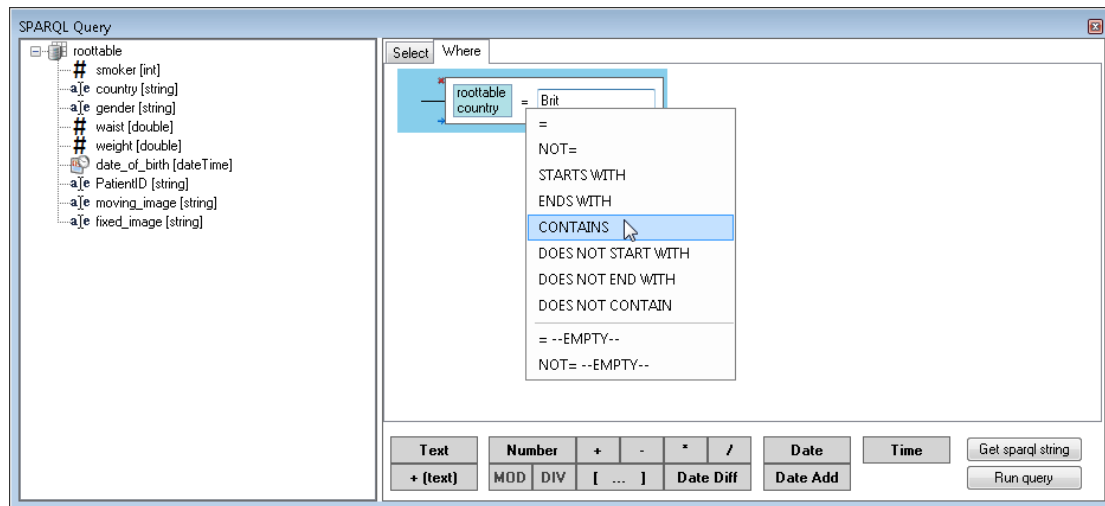 SPARQL Query
roottable
smoker [int]
country [string]
gender [string]
waist [double]
weight [double]
date_of_birth [dateTime]
PatientID [string]
moving_image [string]
fixed_image [string]
Select Where
roottable
country = Brit
=
NOT=
STARTS WITH
ENDS WITH
CONTAINS
DOES NOT START WITH
DOES NOT END WITH
DOES NOT CONTAIN
= --EMPTY--
NOT= --EMPTY--
Text Number + - * / Date Time Get sparql string
+ (text) MOD DIV [ ... ] Date Diff Date Add Run query